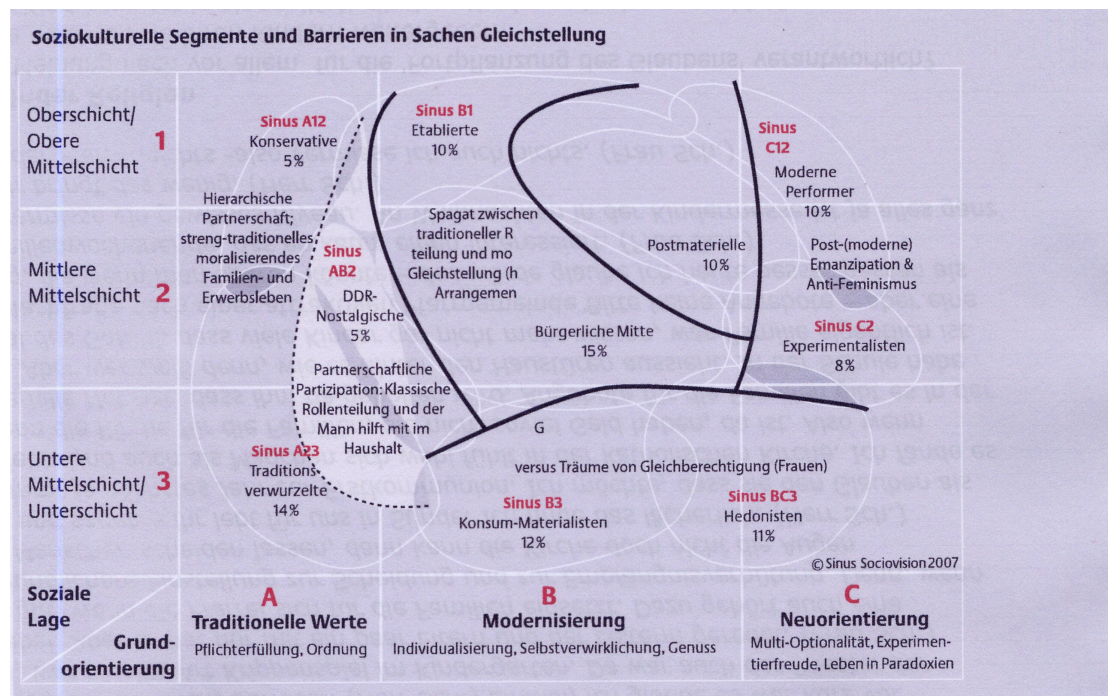 Soziokulturelle Segmente und Barrieren in Sachen Gleichstellung
Oberschicht/
Obere
Mittelschicht
1
Sinus A12
Konservative
5%
Sinus B1
Etablierte
10%
Sinus
C12
Moderne
Performer
10%
Hierarchische
Partnerschaft;
eng-traditionelles
moralisierendes
Familien- und
Erwerbsleben
Mittlere
Mittelschicht
2
Sinus
AB2
DDR-
Nostalgische
5%
Spagat zwischen
traditioneller R
teilung und mo
Gleichstellung (h
Arrangemen
Postmaterielle
10%
Post-(moderne)
Emanzipation &
Anti-Feminismus
Bürgerliche Mitte
15%
Sinus C2
Experimentalisten
8%
Partnerschaftliche
Partizipation: Klassische
Rollenteilung und der
Mann hilft mit im
Haushalt
G
Untere
Mittelschicht/
Unterschicht
3
Sinus A23
Traditions-
verwurzelte
14%
versus Träume von Gleichberechtigung (Frauen)
Sinus B3
Konsum-Materialisten
12%
Sinus BC3
Hedonisten
11%
© Sinus Sociovision 2007
Soziale
Lage
Grund-
orientierung
A
Traditionelle Werte
Pflichterfüllung, Ordnung
B
Modernisierung
Individualisierung, Selbstverwirklichung, Genuss
C
Neuorientierung
Multi-Optionalität, Experimen-
tierfreude, Leben in Paradoxien